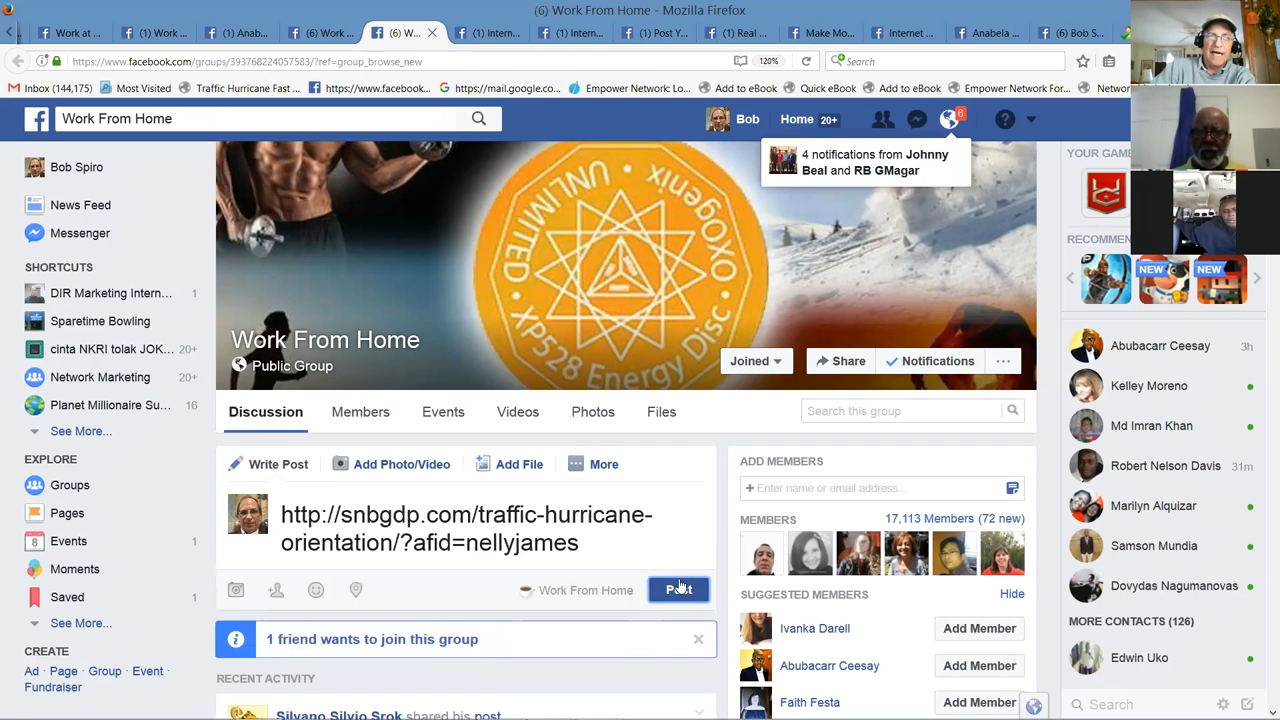 (6) Work From Home - Mozilla Firefox
Work at ...
(1) Work ...
(1) Anab...
(6) Work ...
(6) W...
(1) Intern...
(1) Intern...
(1) Post Y...
(1) Real ...
Make Mo...
Internet ...
Anabela ...
(6) Bob S...
https://www.facebook.com/groups/393768224057583/?ref=group_browse_new
120%
Search
Inbox (144,175)
Most Visited
Traffic Hurricane Fast ...
https://www.facebook...
https://mail.google.co...
Empower Network: Lo...
Add to eBook
Quick eBook
Add to eBook
Empower Network For...
Networ
Work From Home
Bob
Home 20+
6
4 notifications from Johnny
Beal and RB GMagar
Bob Spiro
News Feed
Messenger
SHORTCUTS
DIR Marketing Intern... 1
Sparetime Bowling
cinta NKRI tolak JOK... 20+
Network Marketing 20+
Planet Millionaire Su... 16
See More...
EXPLORE
Groups
Pages
Events 1
Moments
Saved 1
See More...
CREATE
Ad · Page · Group · Event ·
Fundraiser
UNLIMITED
Oxogenix
XP528 Energy Disc
Work From Home
Public Group
Joined
Share
Notifications
Discussion
Members
Events
Videos
Photos
Files
Search this group
Write Post
Add Photo/Video
Add File
More
http://snbgdp.com/traffic-hurricane-
orientation/?afid=nellyjames
Work From Home
Post
1 friend wants to join this group
RECENT ACTIVITY
Silvano Silvio Srok shared his post.
ADD MEMBERS
Enter name or email address...
MEMBERS
17,113 Members (72 new)
SUGGESTED MEMBERS
Hide
Ivanka Darell
Add Member
Abubacarr Ceesay
Add Member
Faith Festa
Add Member
YOUR GAME
RECOMMEN
NEW
NEW
Abubacarr Ceesay 3h
Kelley Moreno
Md Imran Khan
Robert Nelson Davis 31m
Marilyn Alquizar
Samson Mundia
Dovydas Nagumanovas
MORE CONTACTS (126)
Edwin Uko
Search